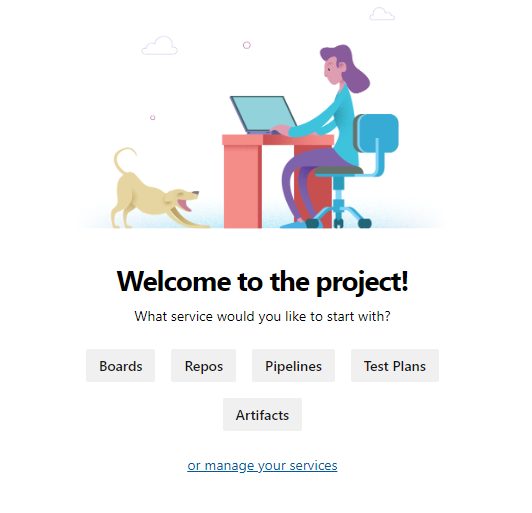 Welcome to the project!
What service would you like to start with?
Boards Repos Pipelines Test Plans
Artifacts
or manage your services